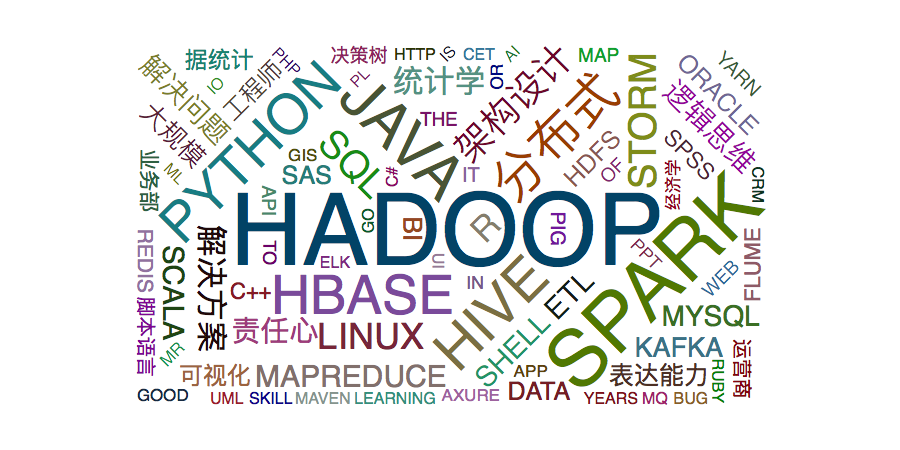 据统计
PHP
决策树
HTTP
IS
CET
AI
MAP
解决问题
IO
工程师
PL
统计学
OR
架构设计
分布式
STORM
ORACLE
YARN
大规模
PYTHON
JAVA
THE
逻辑思维
业务部
ML
GIS
SQL
SAS
C#
IT
HDFS
OF
SPSS
经济学
CRM
API
GO
HADOOP
BI
R
PIG
SPARK
REDIS
SCALA
解决方案
TO
ELK
UI
IN
PPT
WEB
FLUME
C++
HBASE
HIVE
ETL
脚本语言
MR
责任心
LINUX
SHELL
MYSQL
KAFKA
运营商
可视化
MAPREDUCE
APP
DATA
表达能力
RUBY
GOOD
UML
SKILL
MAVEN
LEARNING
AXURE
YEARS
MQ
BUG